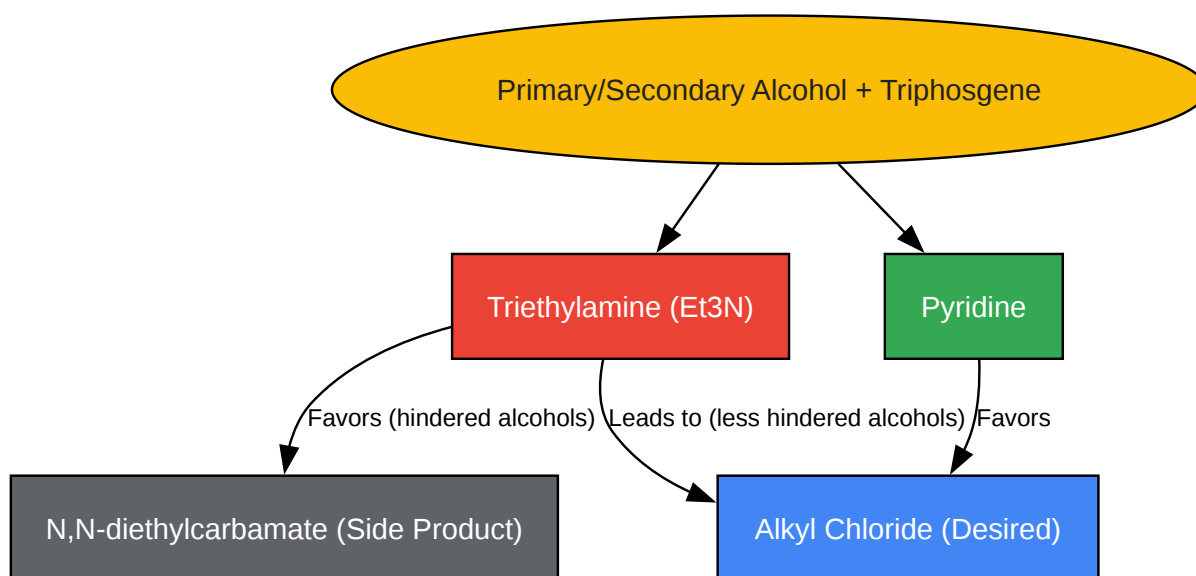 Primary/Secondary Alcohol + Triphosgene
Triethylamine (Et3N)
Pyridine
Favors (hindered alcohols)
Leads to (less hindered alcohols)
Favors
N,N-diethylcarbamate (Side Product)
Alkyl Chloride (Desired)